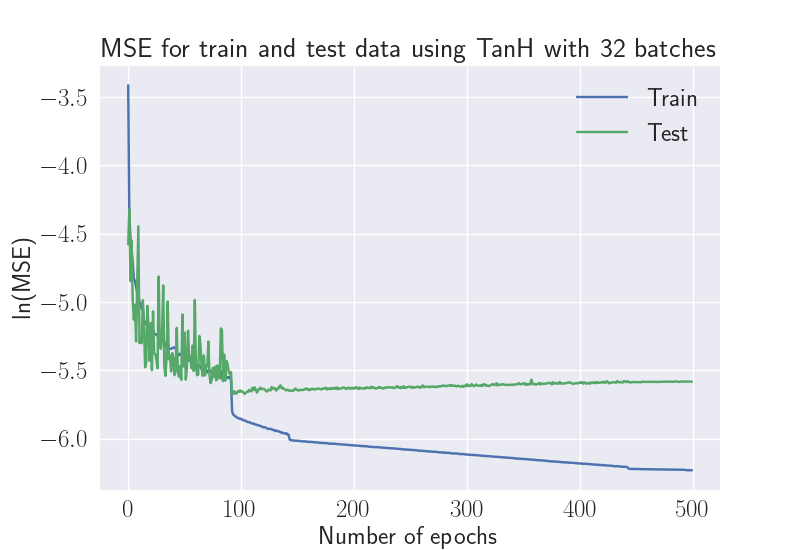 MSE for train and test data using TanH with 32 batches
Train
Test
−3.5
−4.0
−4.5
−5.0
−5.5
−6.0
ln(MSE)
0
100
200
300
400
500
Number of epochs